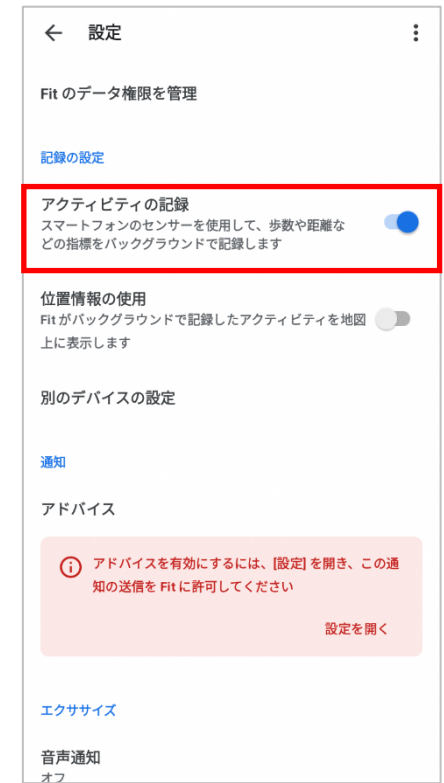 設定
Fit のデータ権限を管理
記録の設定
アクティビティの記録
スマートフォンのセンサーを使用して、歩数や距離な
どの指標をバックグラウンドで記録します
位置情報の使用
Fit がバックグラウンドで記録したアクティビティを地図
上に表示します
別のデバイスの設定
通知
アドバイス
アドバイスを有効にするには、[設定] を開き、この通
知の送信を Fit に許可してください
設定を開く
エクササイズ
音声通知
オフ